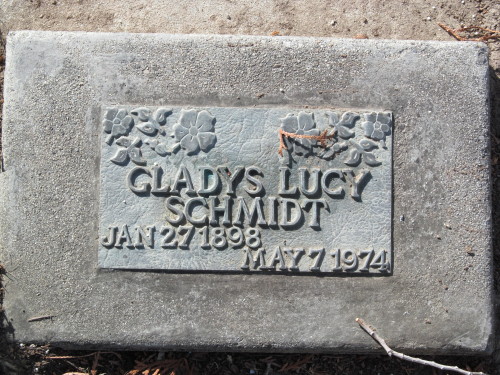 GLADYS LUCY
SCHMIDT
JAN 27 1898
MAY 7 1974